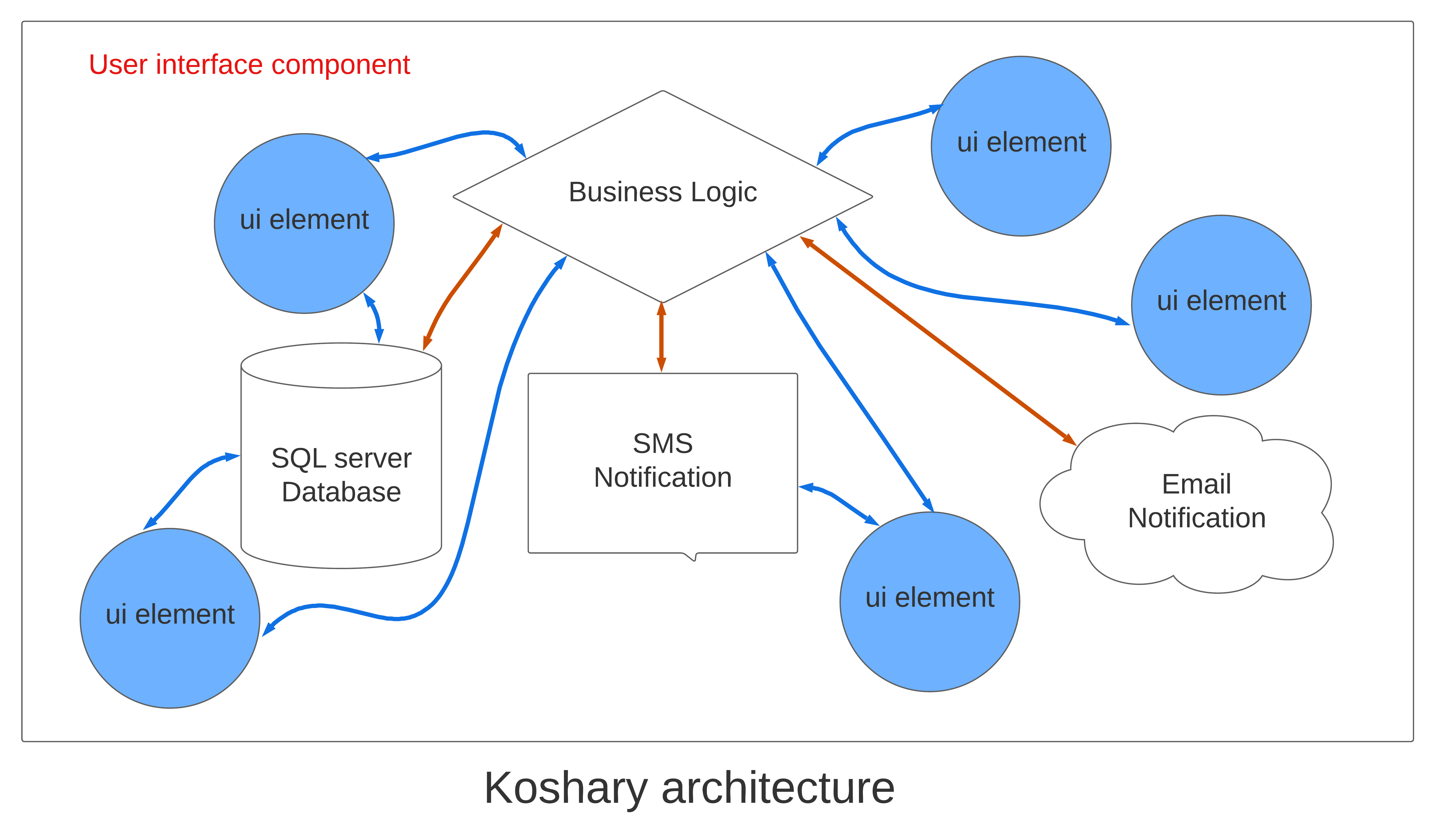 User interface component
ui element
Business Logic
ui element
ui element
SQL server
Database
SMS
Notification
Email
Notification
ui element
ui element
Koshary architecture